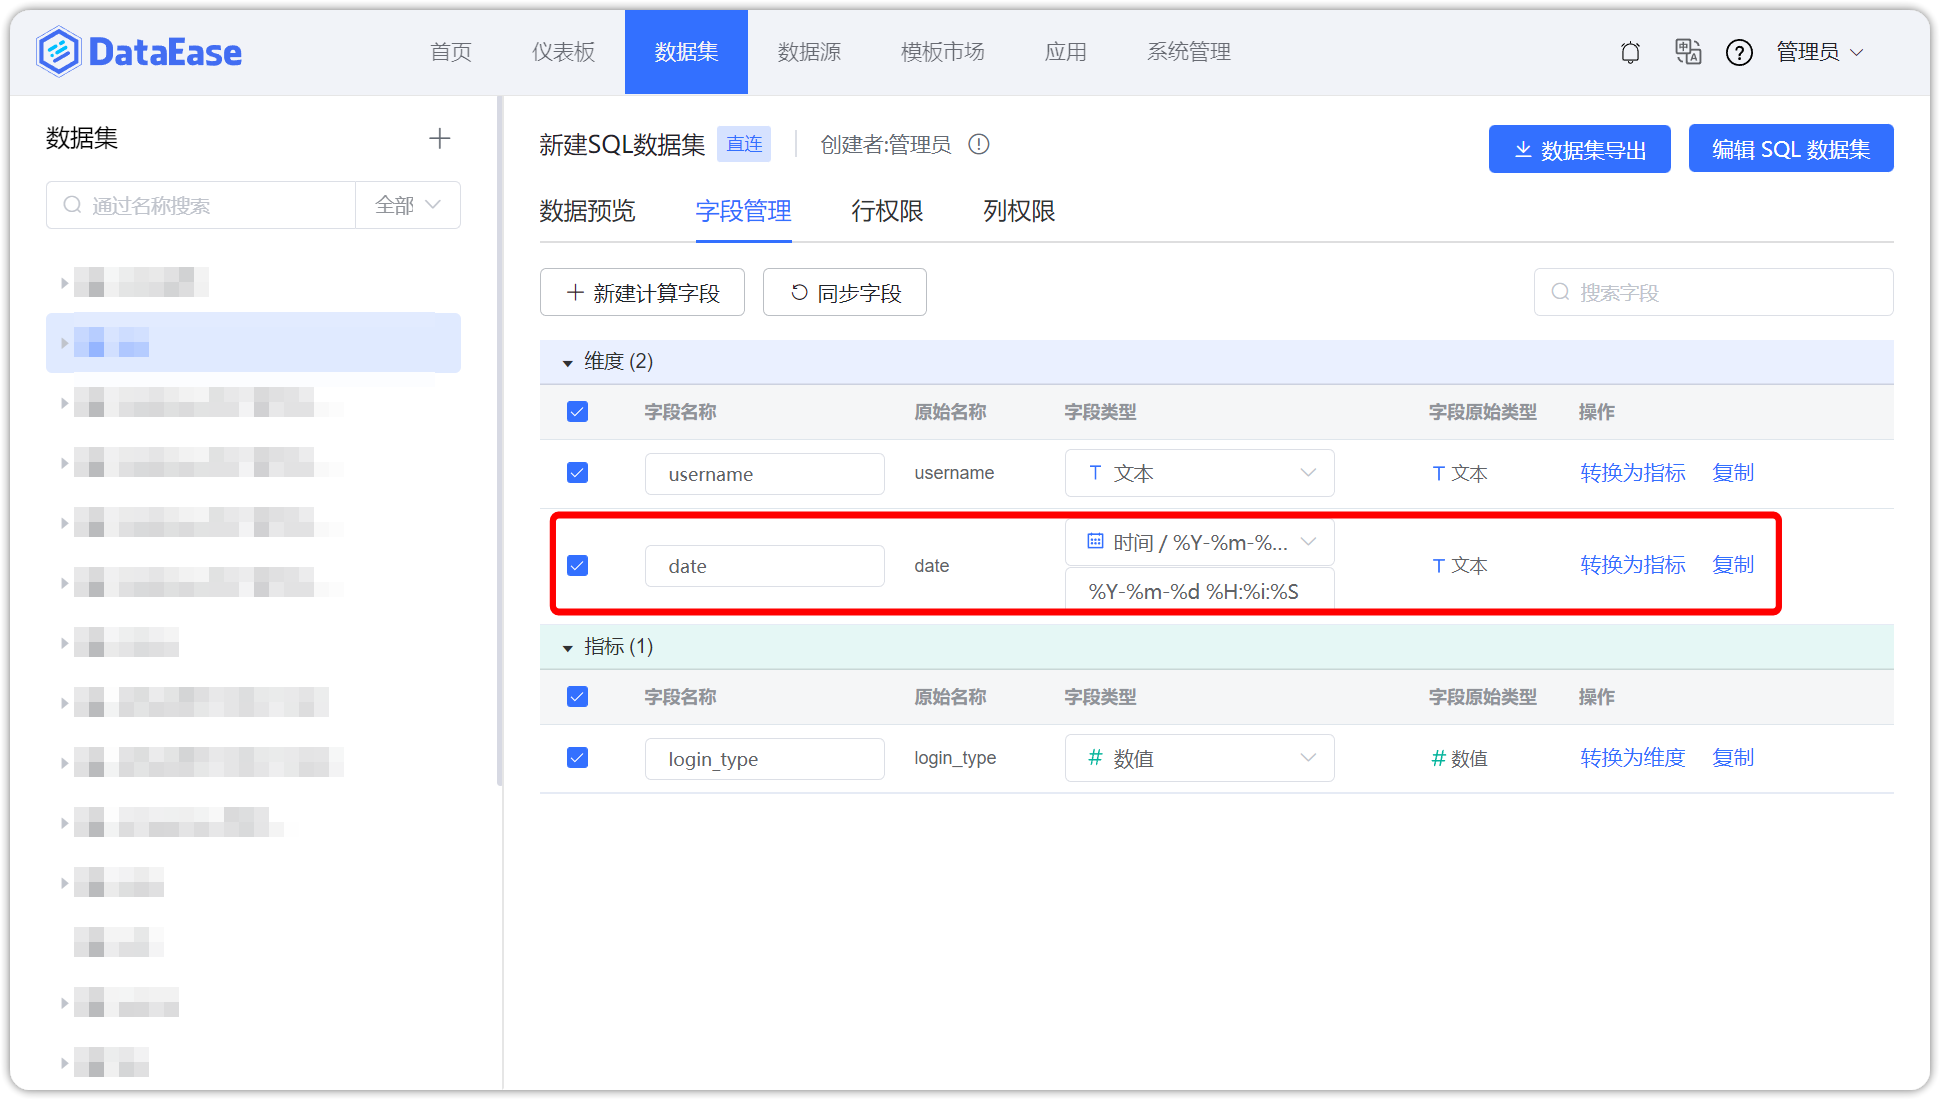 DataEase 首页 仪表板 数据集 数据源 模板市场 应用 系统管理 管理员
数据集
通过名称搜索 全部
新建SQL数据集 直连 创建者:管理员 数据集导出 编辑 SQL 数据集
数据预览 字段管理 行权限 列权限
新建计算字段 同步字段 搜索字段
维度 (2)
字段名称 原始名称 字段类型 字段原始类型 操作
username username T 文本 T 文本 转换为指标 复制
date date 时间 / %Y-%m-%... T 文本 转换为指标 复制
%Y-%m-%d %H:%i:%S
指标 (1)
字段名称 原始名称 字段类型 字段原始类型 操作
login_type login_type # 数值 # 数值 转换为维度 复制